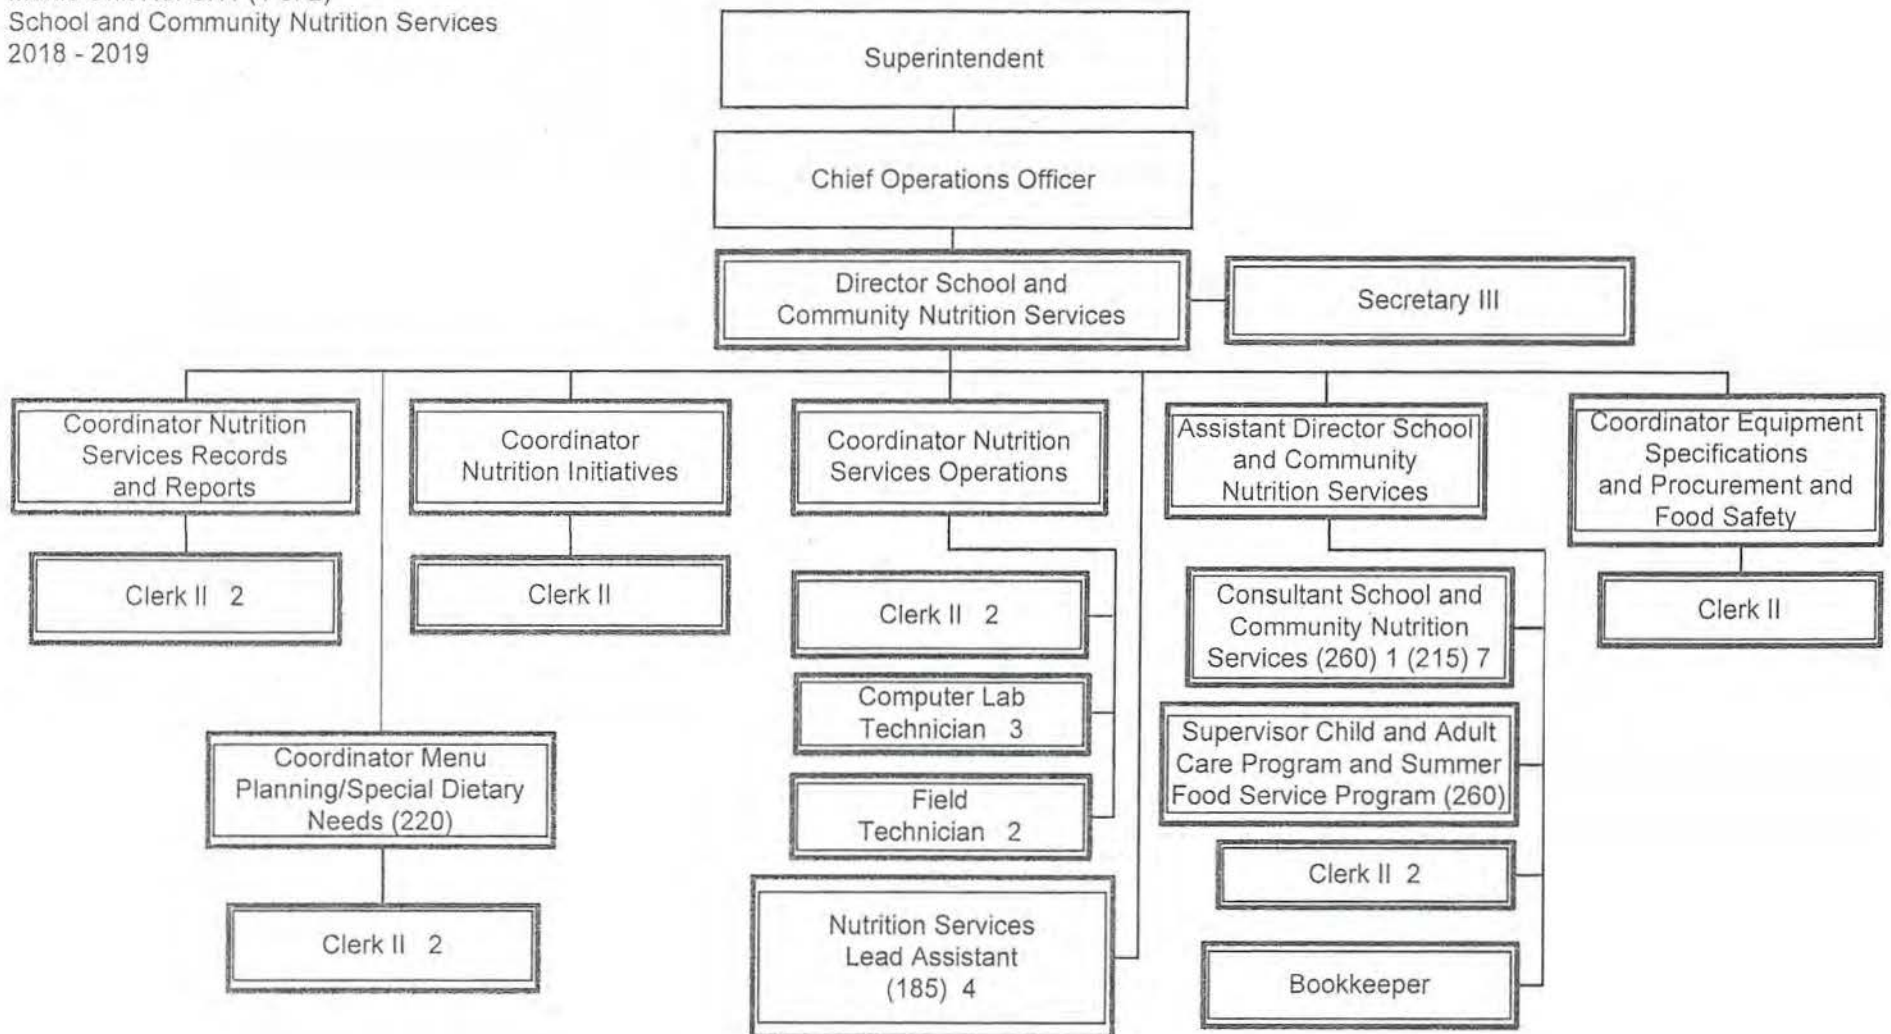 School and Community Nutrition Services
2018 - 2019
Superintendent
Chief Operations Officer
Director School and
Community Nutrition Services
Secretary III
Coordinator Nutrition
Services Records
and Reports
Coordinator
Nutrition Initiatives
Coordinator Nutrition
Services Operations
Assistant Director School
and Community
Nutrition Services
Coordinator Equipment
Specifications
and Procurement and
Food Safety
Clerk II 2
Clerk II
Clerk II 2
Computer Lab
Technician 3
Field
Technician 2
Consultant School and
Community Nutrition
Services (260) 1 (215) 7
Supervisor Child and Adult
Care Program and Summer
Food Service Program (260)
Clerk II 2
Bookkeeper
Clerk II
Coordinator Menu
Planning/Special Dietary
Needs (220)
Clerk II 2
Nutrition Services
Lead Assistant
(185) 4